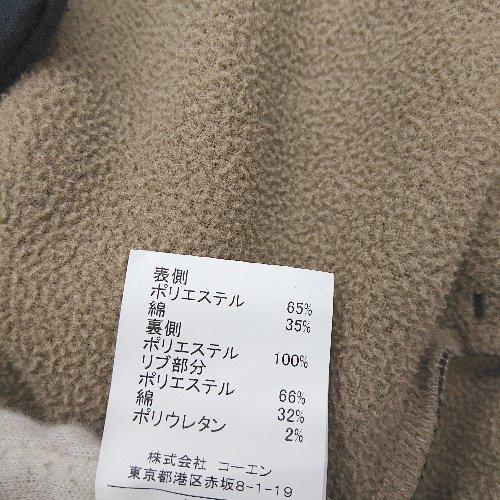 表側
ポリエステル 65%
綿 35%
裏側
ポリエステル 100%
リブ部分
ポリエステル 66%
綿 32%
ポリウレタン 2%
株式会社 コーエン
東京都港区赤坂8-1-19